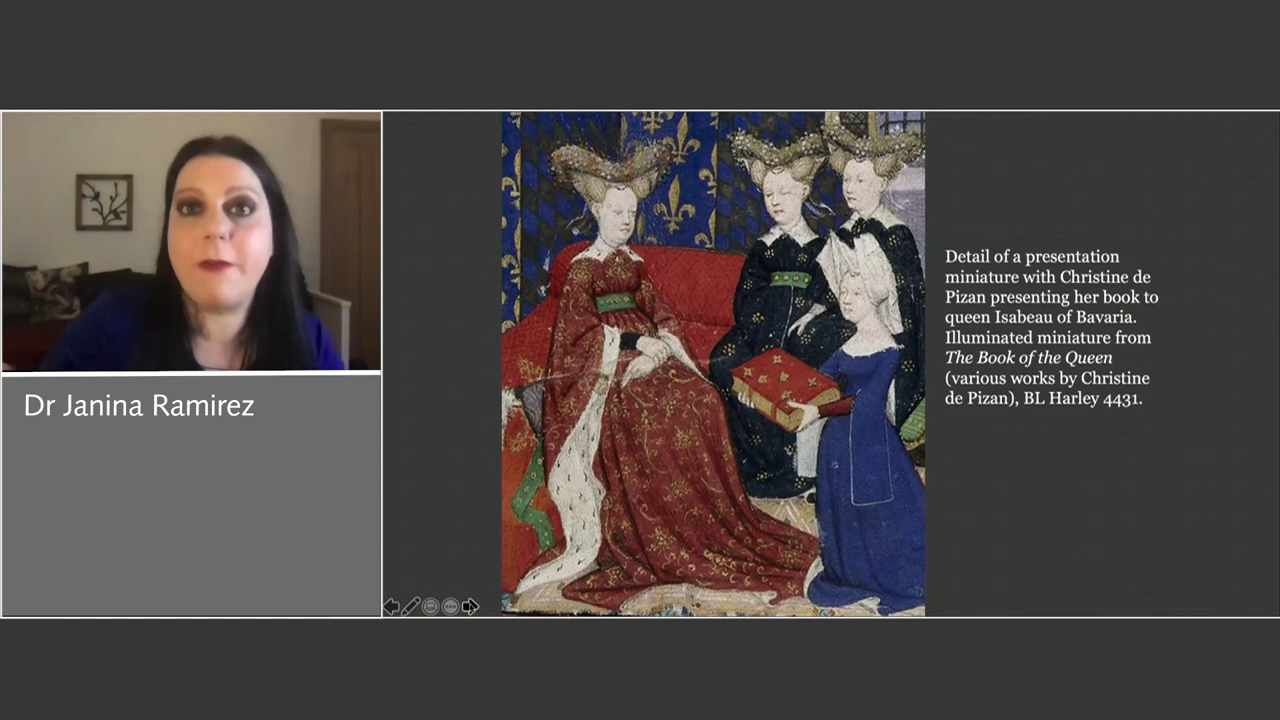 Dr Janina Ramirez
Detail of a presentation
miniature with Christine de
Pizan presenting her book to
queen Isabeau of Bavaria.
Illuminated miniature from
The Book of the Queen
(various works by Christine
de Pizan), BL Harley 4431.